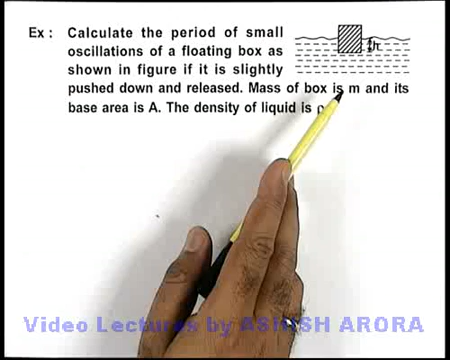 Ex : Calculate the period of small
oscillations of a floating box as
shown in figure if it is slightly
pushed down and released. Mass of box is m and its
base area is A. The density of liquid is ρ
h
Video Lectures by ASHISH ARORA